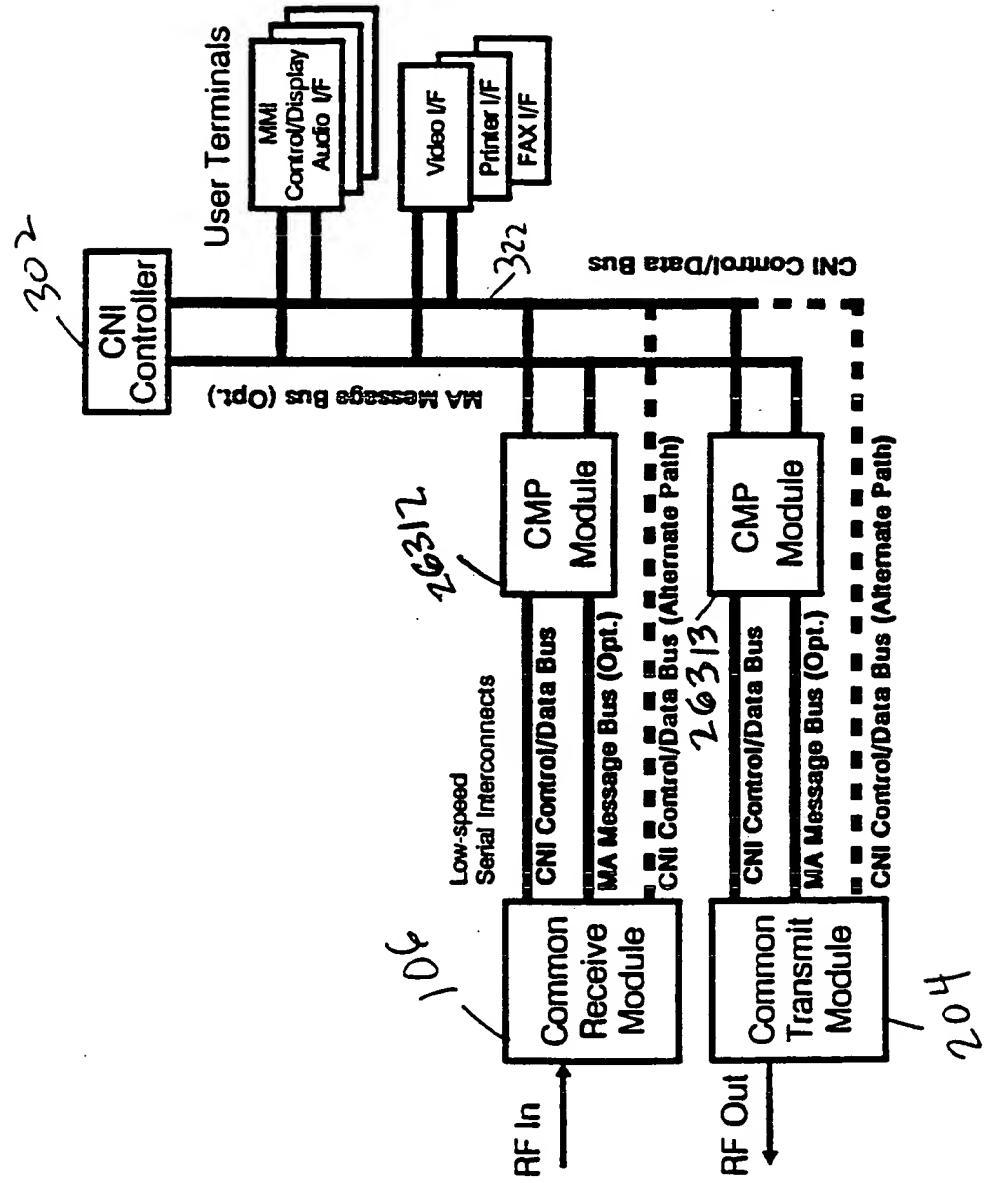 302
CNI
Controller
User Terminals
MMI
Control/Display
Audio I/F
Video I/F
Printer I/F
FAX I/F
322
MA Message Bus (Opt.)
CNI Control/Data Bus
26312
CMP
Module
26313
CMP
Module
Low-speed
Serial Interconnects
CNI Control/Data Bus
MA Message Bus (Opt.)
CNI Control/Data Bus (Alternate Path)
CNI Control/Data Bus
MA Message Bus (Opt.)
CNI Control/Data Bus (Alternate Path)
106
Common
Receive
Module
Common
Transmit
Module
204
RF In
RF Out